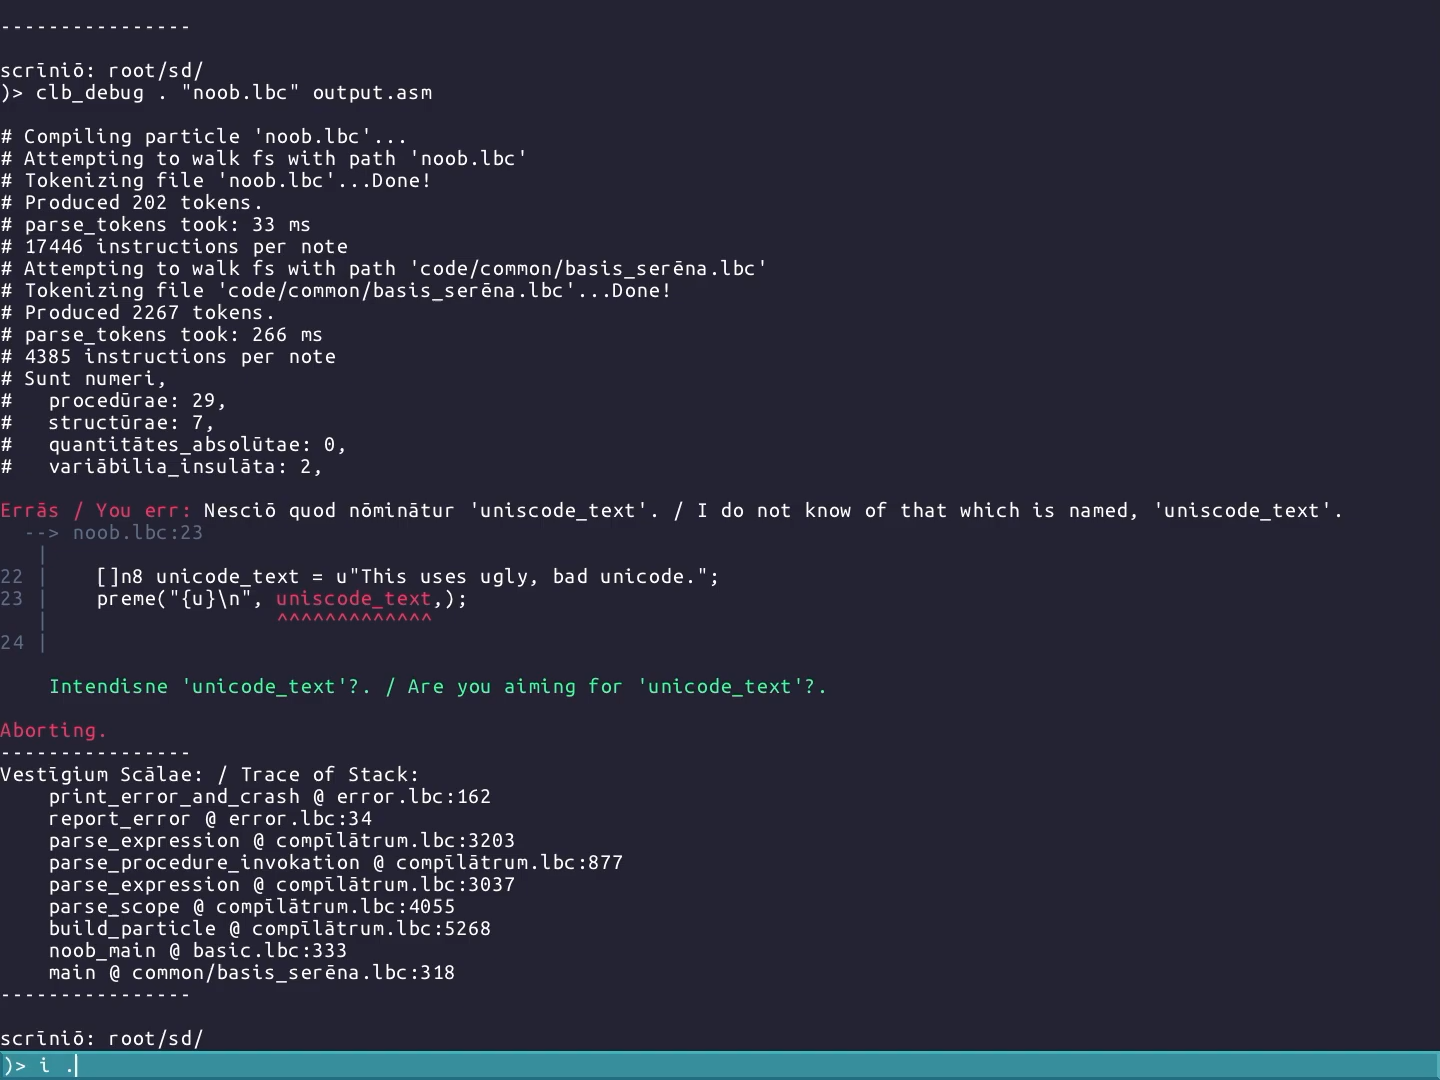 ----------------
scrīniō: root/sd/
)> clb_debug . "noob.lbc" output.asm
# Compiling particle 'noob.lbc'...
# Attempting to walk fs with path 'noob.lbc'
# Tokenizing file 'noob.lbc'...Done!
# Produced 202 tokens.
# parse_tokens took: 33 ms
# 17446 instructions per note
# Attempting to walk fs with path 'code/common/basis_serēna.lbc'
# Tokenizing file 'code/common/basis_serēna.lbc'...Done!
# Produced 2267 tokens.
# parse_tokens took: 266 ms
# 4385 instructions per note
# Sunt numeri,
#   procedūrae: 29,
#   structūrae: 7,
#   quantitātes_absolūtae: 0,
#   variābilia_insulāta: 2,
Errās / You err: Nesciō quod nōminātur 'uniscode_text'. / I do not know of that which is named, 'uniscode_text'.
  --> noob.lbc:23
   |
22 |    []n8 unicode_text = u"This uses ugly, bad unicode.";
23 |    preme("{u}\n", uniscode_text,);
   |                   ^^^^^^^^^^^^^
24 |
    Intendisne 'unicode_text'?. / Are you aiming for 'unicode_text'?.
Aborting.
----------------
Vestīgium Scālae: / Trace of Stack:
    print_error_and_crash @ error.lbc:162
    report_error @ error.lbc:34
    parse_expression @ compīlātrum.lbc:3203
    parse_procedure_invokation @ compīlātrum.lbc:877
    parse_expression @ compīlātrum.lbc:3037
    parse_scope @ compīlātrum.lbc:4055
    build_particle @ compīlātrum.lbc:5268
    noob_main @ basic.lbc:333
    main @ common/basis_serēna.lbc:318
----------------
scrīniō: root/sd/
)> i .